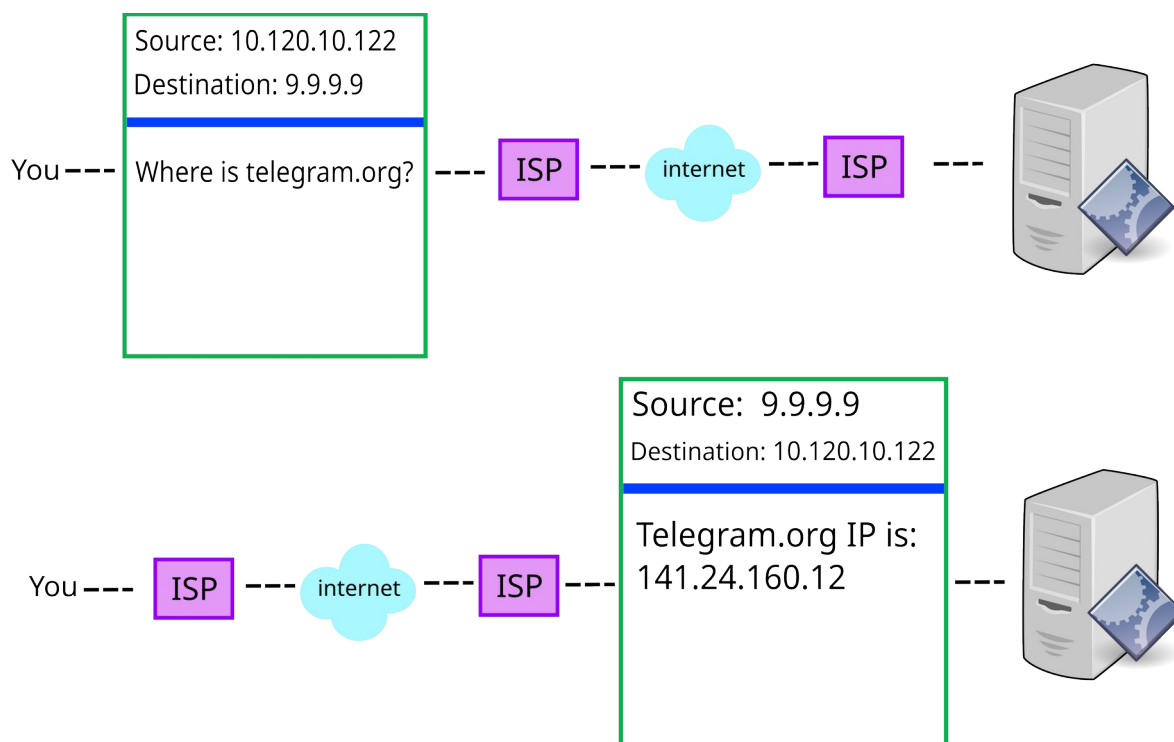 Source: 10.120.10.122
Destination: 9.9.9.9
You
Where is telegram.org?
ISP
internet
ISP
Source:  9.9.9.9
Destination: 10.120.10.122
Telegram.org IP is:
141.24.160.12
You
ISP
internet
ISP